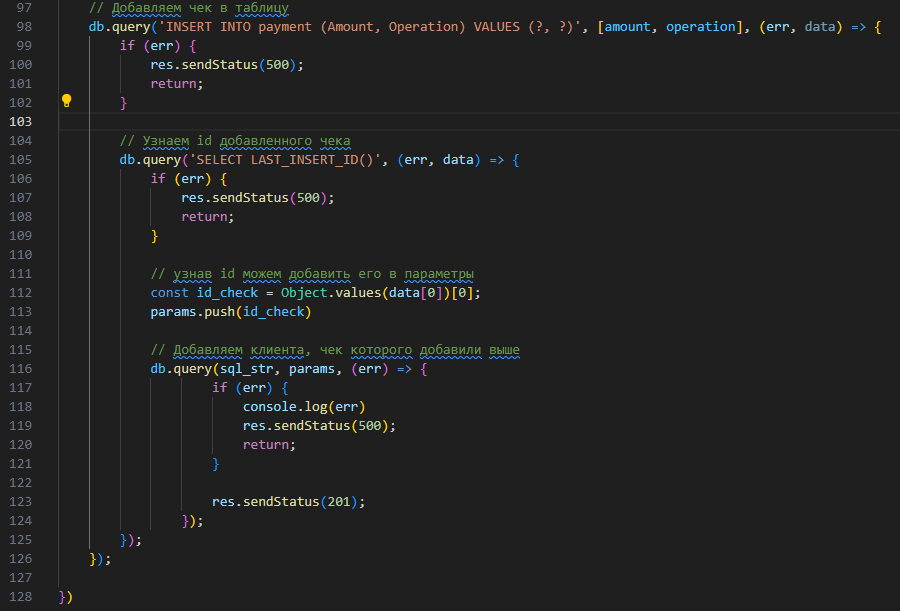 97 // Добавляем чек в таблицу
98 db.query('INSERT INTO payment (Amount, Operation) VALUES (?, ?)', [amount, operation], (err, data) => {
99 if (err) {
100 res.sendStatus(500);
101 return;
102 }
103
104 // Узнаем id добавленного чека
105 db.query('SELECT LAST_INSERT_ID()', (err, data) => {
106 if (err) {
107 res.sendStatus(500);
108 return;
109 }
110
111 // узнав id можем добавить его в параметры
112 const id_check = Object.values(data[0])[0];
113 params.push(id_check)
114
115 // Добавляем клиента, чек которого добавили выше
116 db.query(sql_str, params, (err) => {
117 if (err) {
118 console.log(err)
119 res.sendStatus(500);
120 return;
121 }
122
123 res.sendStatus(201);
124 });
125 });
126 });
127
128 })